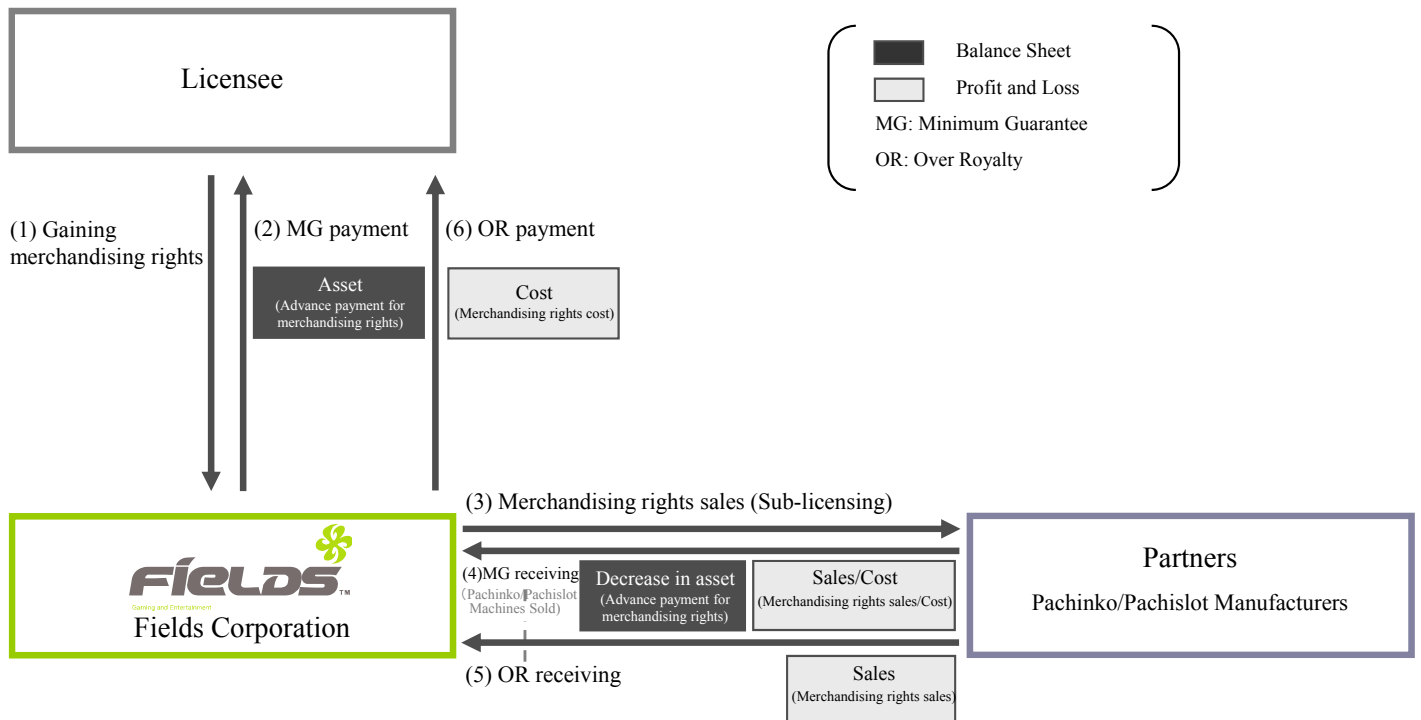 Licensee
Balance Sheet
Profit and Loss
MG: Minimum Guarantee
OR: Over Royalty
(1) Gaining
merchandising rights
(2) MG payment
(6) OR payment
Asset
(Advance payment for
merchandising rights)
Cost
(Merchandising rights cost)
(3) Merchandising rights sales (Sub-licensing)
FIELDS™
Gaming and Entertainment
Fields Corporation
(4)MG receiving
(Pachinko/Pachislot
Machines Sold)
Decrease in asset
(Advance payment for
merchandising rights)
Sales/Cost
(Merchandising rights sales/Cost)
Partners
Pachinko/Pachislot Manufacturers
(5) OR receiving
Sales
(Merchandising rights sales)